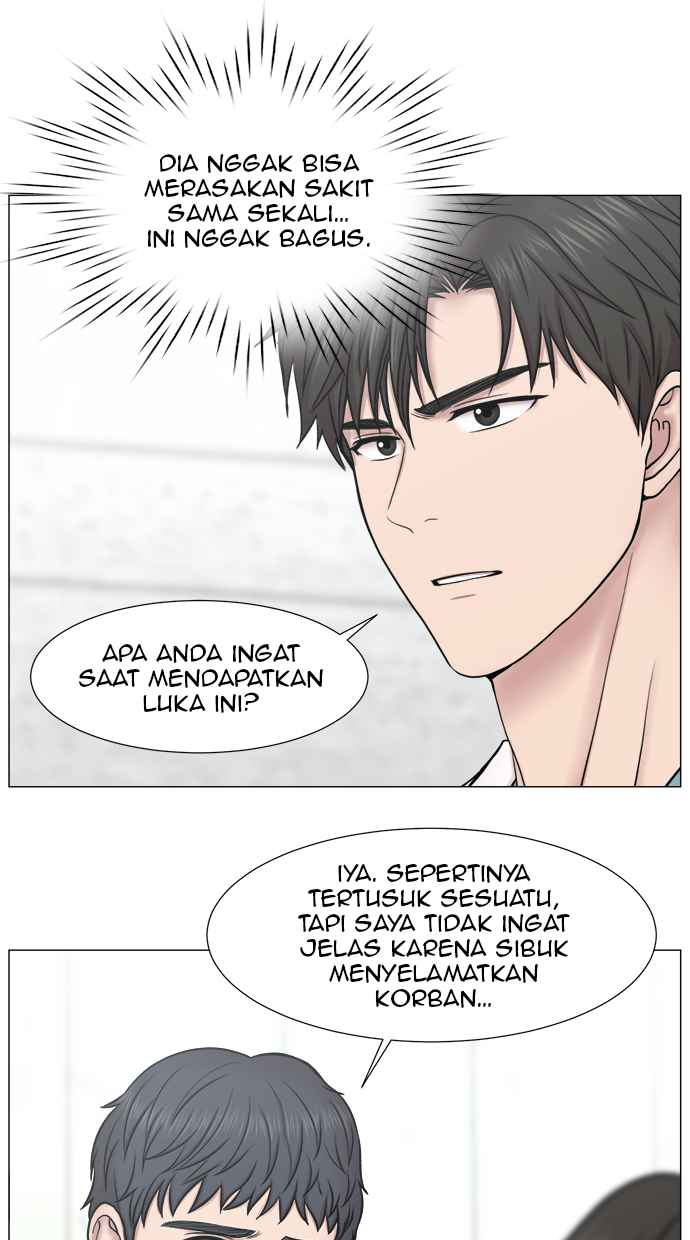 DIA NGGAK BISA
MERASAKAN SAKIT
SAMA SEKALI...
INI NGGAK BAGUS.
APA ANDA INGAT
SAAT MENDAPATKAN
LUKA INI?
IYA. SEPERTINYA
TERTUSUK SESUATU,
TAPI SAYA TIDAK INGAT
JELAS KARENA SIBUK
MENYELAMATKAN
KORBAN...